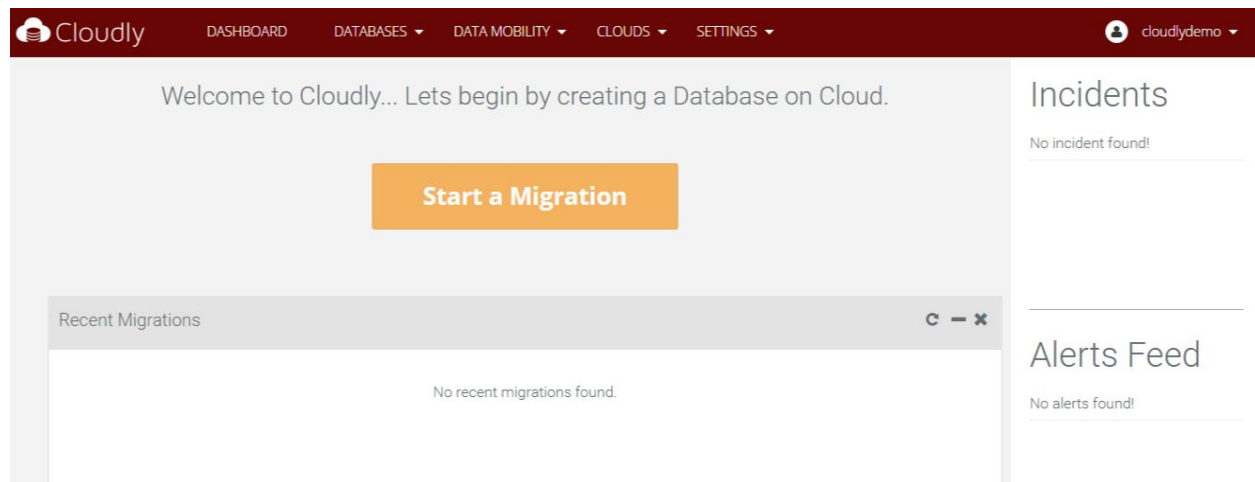 Cloudly DASHBOARD DATABASES DATA MOBILITY CLOUDS SETTINGS cloudlydemo
Welcome to Cloudly... Lets begin by creating a Database on Cloud.
Start a Migration
Recent Migrations
No recent migrations found.
Incidents
No incident found!
Alerts Feed
No alerts found!